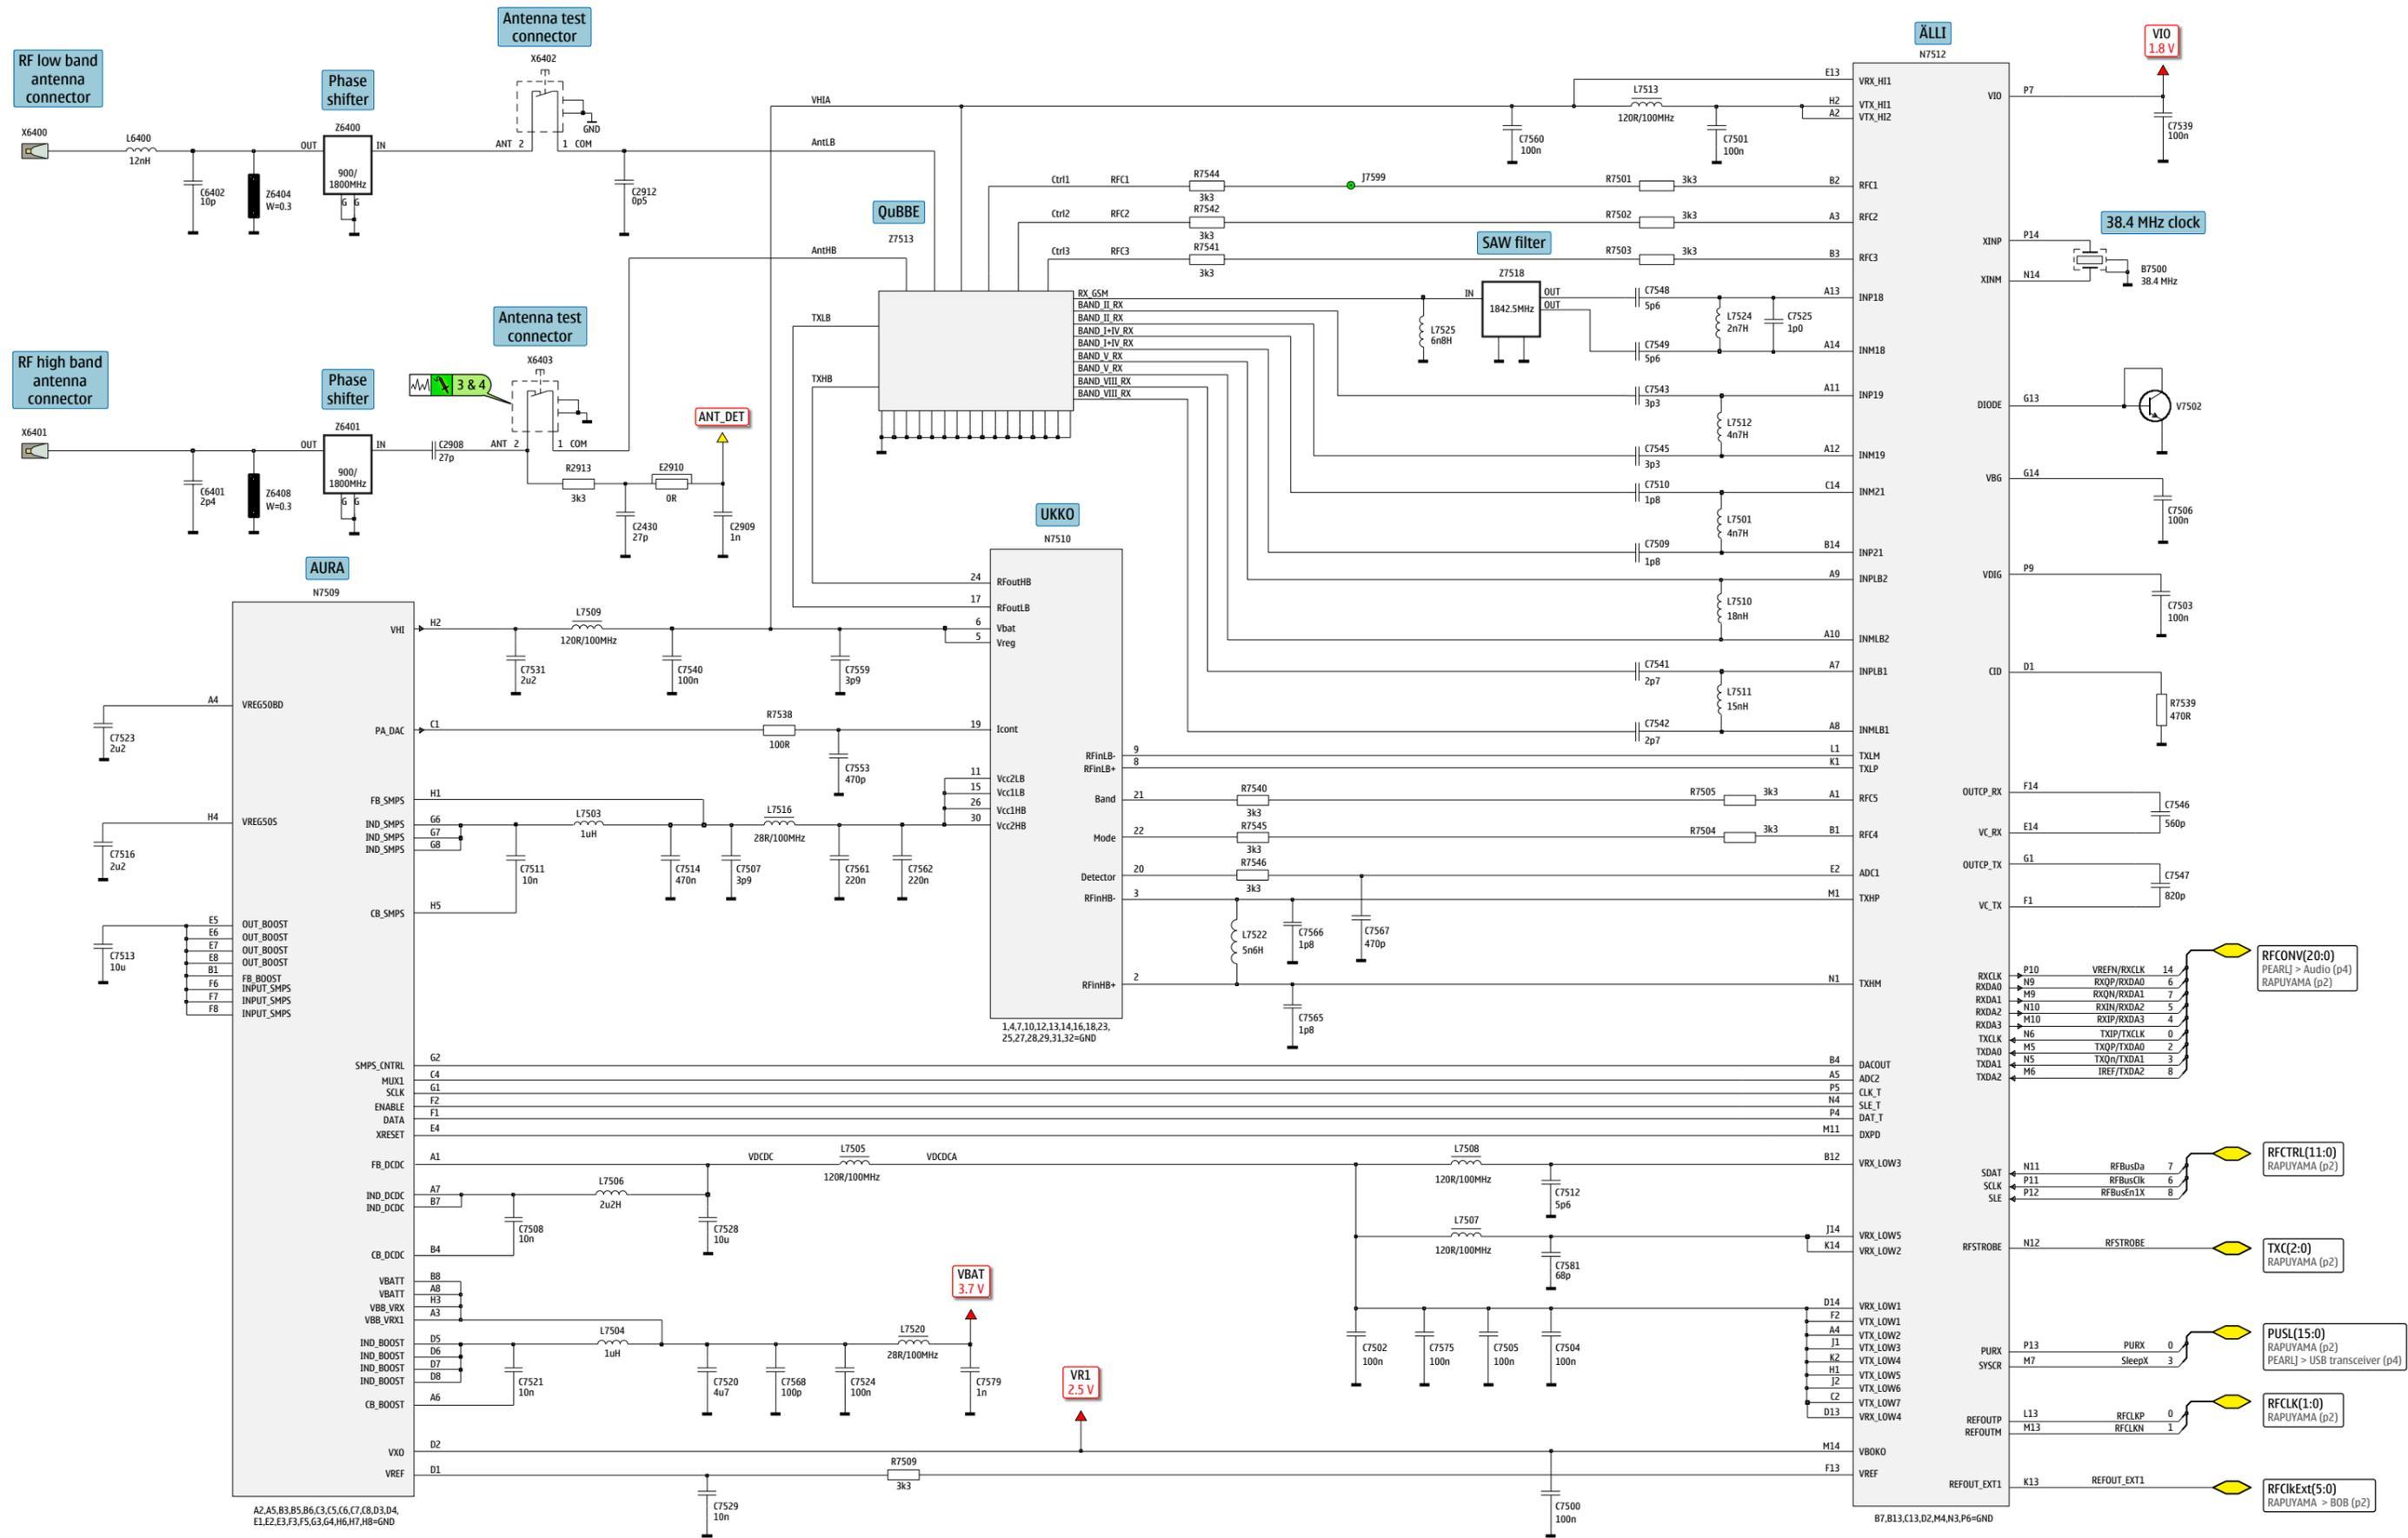 RF low band
antenna
connector
X6400
L6400
12nH
C6402
10p
Z6404
W=0.3
Phase
shifter
Z6400
OUT
IN
900/
1800MHz
G G
Antenna test
connector
X6402
GND
ANT 2
1 COM
C2912
0p5
AntLB
VHIA
RF high band
antenna
connector
X6401
C6401
2p4
Z6408
W=0.3
Phase
shifter
Z6401
OUT
IN
900/
1800MHz
G G
C2908
27p
3 & 4
Antenna test
connector
X6403
ANT 2
1 COM
R2913
3k3
C2430
27p
E2910
0R
ANT_DET
C2909
1n
AntHB
QuBBE
Z7513
TXLB
TXHB
Ctrl1
RFC1
R7544
3k3
J7599
R7501
3k3
Ctrl2
RFC2
R7542
3k3
R7502
3k3
Ctrl3
RFC3
R7541
3k3
R7503
3k3
RX_GSM
BAND_II_RX
BAND_II_RX
BAND_I+IV_RX
BAND_I+IV_RX
BAND_V_RX
BAND_V_RX
BAND_VIII_RX
BAND_VIII_RX
C7560
100n
L7513
120R/100MHz
C7501
100n
SAW filter
Z7518
IN
OUT
OUT
1842.5MHz
L7525
6n8H
C7548
5p6
C7549
5p6
L7524
2n7H
C7525
1p0
C7543
3p3
L7512
4n7H
C7545
3p3
C7510
1p8
L7501
4n7H
C7509
1p8
L7510
18nH
C7541
2p7
L7511
15nH
C7542
2p7
ÄLLI
N7512
E13 VRX_HI1
H2 VTX_HI1
A2 VTX_HI2
B2 RFC1
A3 RFC2
B3 RFC3
A13 INP18
A14 INM18
A11 INP19
A12 INM19
C14 INM21
B14 INP21
A9 INPLB2
A10 INMLB2
A7 INPLB1
A8 INMLB1
L1 TXLM
K1 TXLP
A1 RFC5
B1 RFC4
E2 ADC1
M1 TXHP
N1 TXHM
B4 DACOUT
A5 ADC2
P5 CLK_T
N4 SLE_T
P4 DAT_T
M11 DXPD
B12 VRX_LOW3
J14 VRX_LOW5
K14 VRX_LOW2
D14 VRX_LOW1
F2 VTX_LOW1
A4 VTX_LOW2
J1 VTX_LOW3
K2 VTX_LOW4
H1 VTX_LOW5
J2 VTX_LOW6
C2 VTX_LOW7
D13 VRX_LOW4
M14 VBOKO
F13 VREF
B7,B13,C13,D2,M4,N3,P6=GND
VIO
1.8 V
VIO P7
C7539
100n
38.4 MHz clock
XINP P14
XINM N14
B7500
38.4 MHz
DIODE G13
V7502
VBG G14
C7506
100n
VDIG P9
C7503
100n
CID D1
R7539
470R
OUTCP_RX F14
C7546
560p
VC_RX E14
OUTCP_TX G1
C7547
820p
VC_TX F1
RXCLK P10 VREFN/RXCLK 14
RXDA0 N9 RXQP/RXDA0 6
RXDA1 M9 RXQN/RXDA1 7
RXDA2 N10 RXIN/RXDA2 5
RXDA3 M10 RXIP/RXDA3 4
TXCLK N6 TXIP/TXCLK 0
TXDA0 M5 TXQP/TXDA0 2
TXDA1 N5 TXQn/TXDA1 3
TXDA2 M6 IREF/TXDA2 8
RFCONV(20:0)
PEARLJ > Audio (p4)
RAPUYAMA (p2)
SDAT N11 RFBusDa 7
SCLK P11 RFBusClk 6
SLE P12 RFBusEn1X 8
RFCTRL(11:0)
RAPUYAMA (p2)
RFSTROBE N12 RFSTROBE
TXC(2:0)
RAPUYAMA (p2)
PURX P13 PURX 0
SYSCR M7 SleepX 3
PUSL(15:0)
RAPUYAMA (p2)
PEARLJ > USB transceiver (p4)
REFOUTP L13 RFCLKP 0
REFOUTM M13 RFCLKN 1
RFCLK(1:0)
RAPUYAMA (p2)
REFOUT_EXT1 K13 REFOUT_EXT1
RFClkExt(5:0)
RAPUYAMA > BOB (p2)
UKKO
N7510
24 RFoutHB
17 RFoutLB
6 Vbat
5 Vreg
19 Icont
11 Vcc2LB
15 Vcc1LB
26 Vcc1HB
30 Vcc2HB
RFinLB- 9
RFinLB+ 8
Band 21
Mode 22
Detector 20
RFinHB- 3
RFinHB+ 2
1,4,7,10,12,13,14,16,18,23,
25,27,28,29,31,32=GND
R7540
3k3
R7505
3k3
R7545
3k3
R7504
3k3
R7546
3k3
L7522
5n6H
C7566
1p8
C7567
470p
C7565
1p8
AURA
N7509
VHI H2
PA_DAC C1
FB_SMPS H1
IND_SMPS G6
IND_SMPS G7
IND_SMPS G8
CB_SMPS H5
SMPS_CNTRL G2
MUX1 C4
SCLK G1
ENABLE F2
DATA F1
XRESET E4
FB_DCDC A1
IND_DCDC A7
IND_DCDC B7
CB_DCDC B4
VBATT B8
VBATT A8
VBB_VRX H3
VBB_VRX1 A3
IND_BOOST D5
IND_BOOST D6
IND_BOOST D7
IND_BOOST D8
CB_BOOST A6
VXO D2
VREF D1
A4 VREG50BD
C7523
2u2
H4 VREG50S
C7516
2u2
E5 OUT_BOOST
E6 OUT_BOOST
E7 OUT_BOOST
E8 OUT_BOOST
B1 FB_BOOST
F6 INPUT_SMPS
F7 INPUT_SMPS
F8 INPUT_SMPS
C7513
10u
A2,A5,B3,B5,B6,C3,C5,C6,C7,C8,D3,D4,
E1,E2,E3,F3,F5,G3,G4,H6,H7,H8=GND
L7509
120R/100MHz
C7531
2u2
C7540
100n
C7559
3p9
R7538
100R
C7553
470p
L7503
1uH
L7516
28R/100MHz
C7511
10n
C7514
470n
C7507
3p9
C7561
220n
C7562
220n
VDCDC
L7505
120R/100MHz
VDCDCA
L7506
2u2H
C7508
10n
C7528
10u
L7508
120R/100MHz
C7512
5p6
L7507
120R/100MHz
C7581
68p
C7502
100n
C7575
100n
C7505
100n
C7504
100n
VBAT
3.7 V
L7504
1uH
L7520
28R/100MHz
C7521
10n
C7520
4u7
C7568
100p
C7524
100n
C7579
1n
VR1
2.5 V
R7509
3k3
C7529
10n
C7500
100n